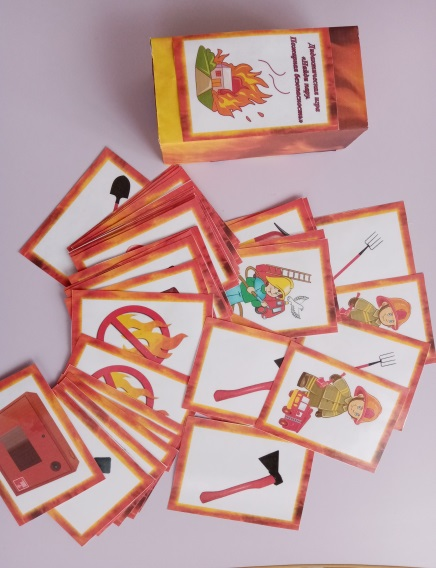 Дидактическая игра
«Найди пару»
Пожарная безопасность»